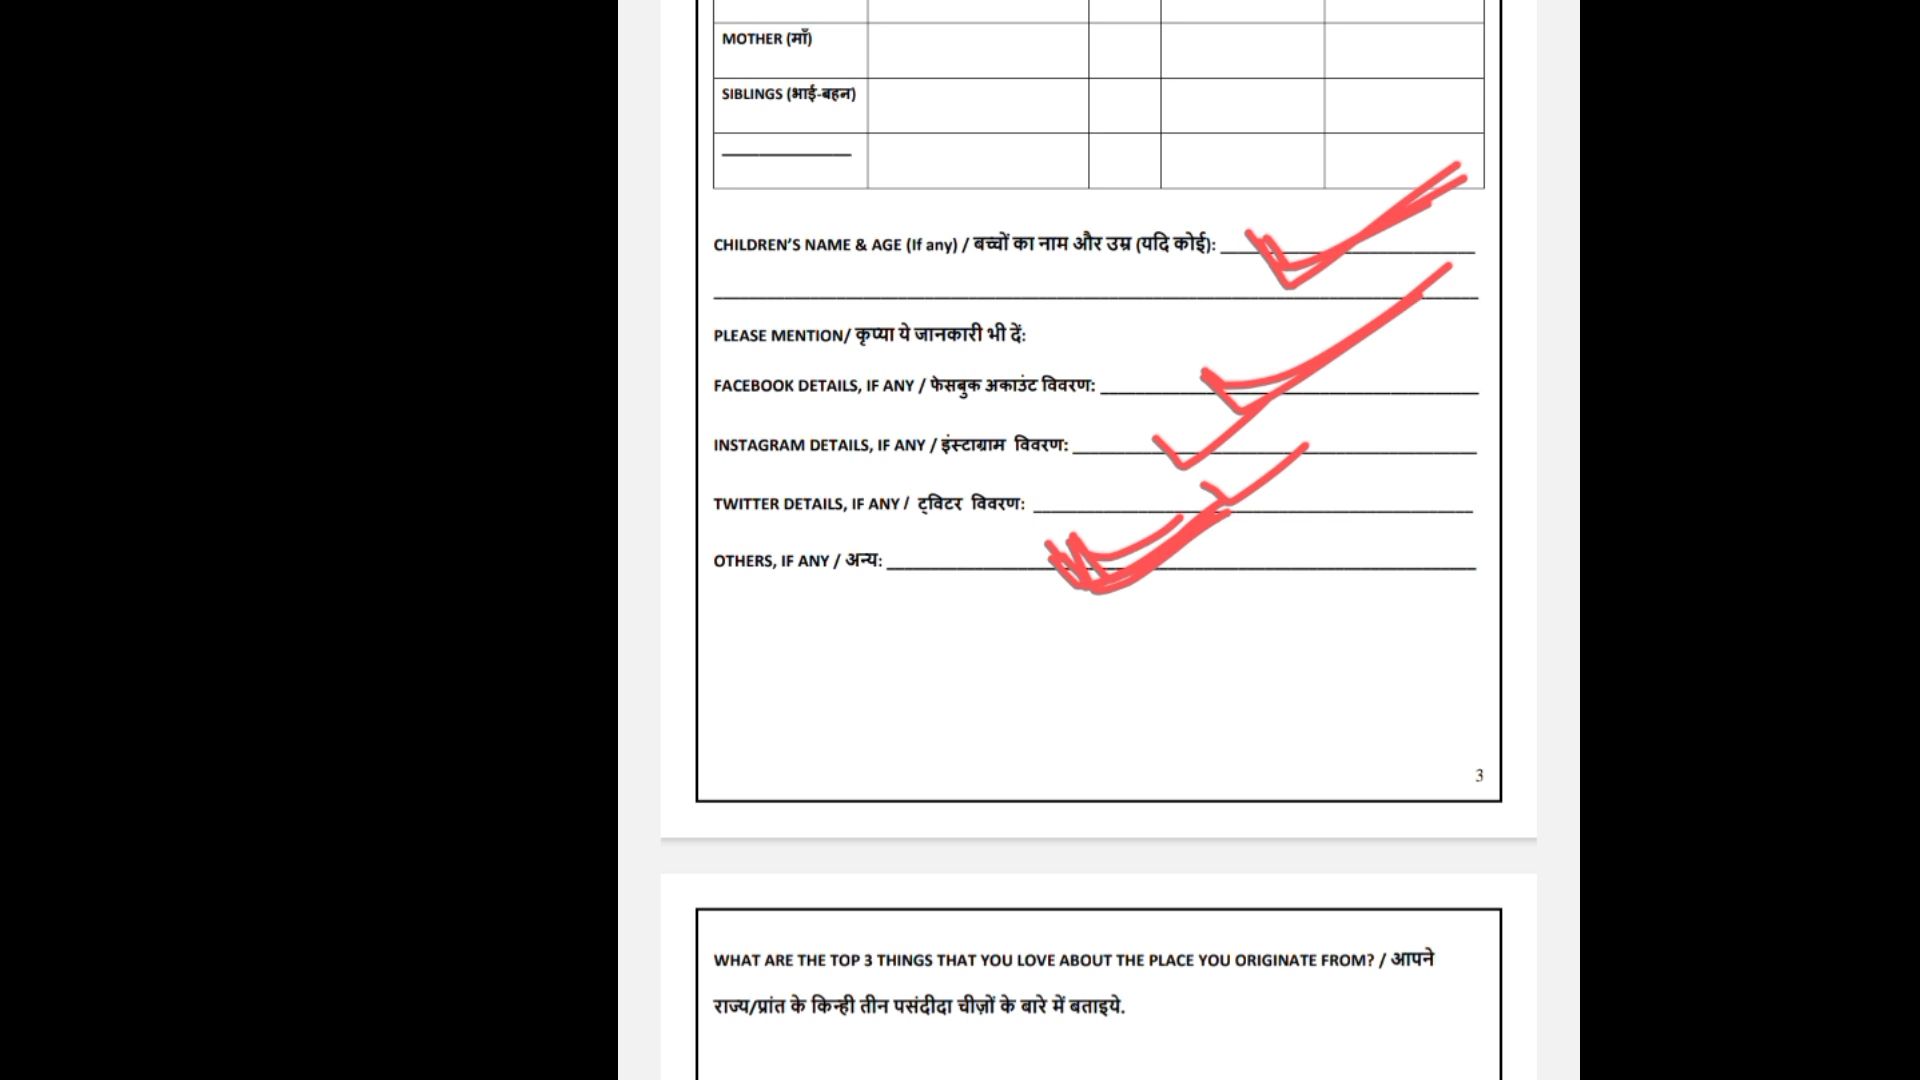 MOTHER (माँ)
SIBLINGS (भाई-बहन)
CHILDREN'S NAME & AGE (If any) / बच्चों का नाम और उम्र (यदि कोई):
PLEASE MENTION/ कृप्या ये जानकारी भी दें:
FACEBOOK DETAILS, IF ANY / फेसबुक अकाउंट विवरण:
INSTAGRAM DETAILS, IF ANY / इंस्टाग्राम विवरण:
TWITTER DETAILS, IF ANY / ट्विटर विवरण:
OTHERS, IF ANY / अन्य:
3
WHAT ARE THE TOP 3 THINGS THAT YOU LOVE ABOUT THE PLACE YOU ORIGINATE FROM? / आपने
राज्य/प्रांत के किन्ही तीन पसंदीदा चीज़ों के बारे में बताइये.